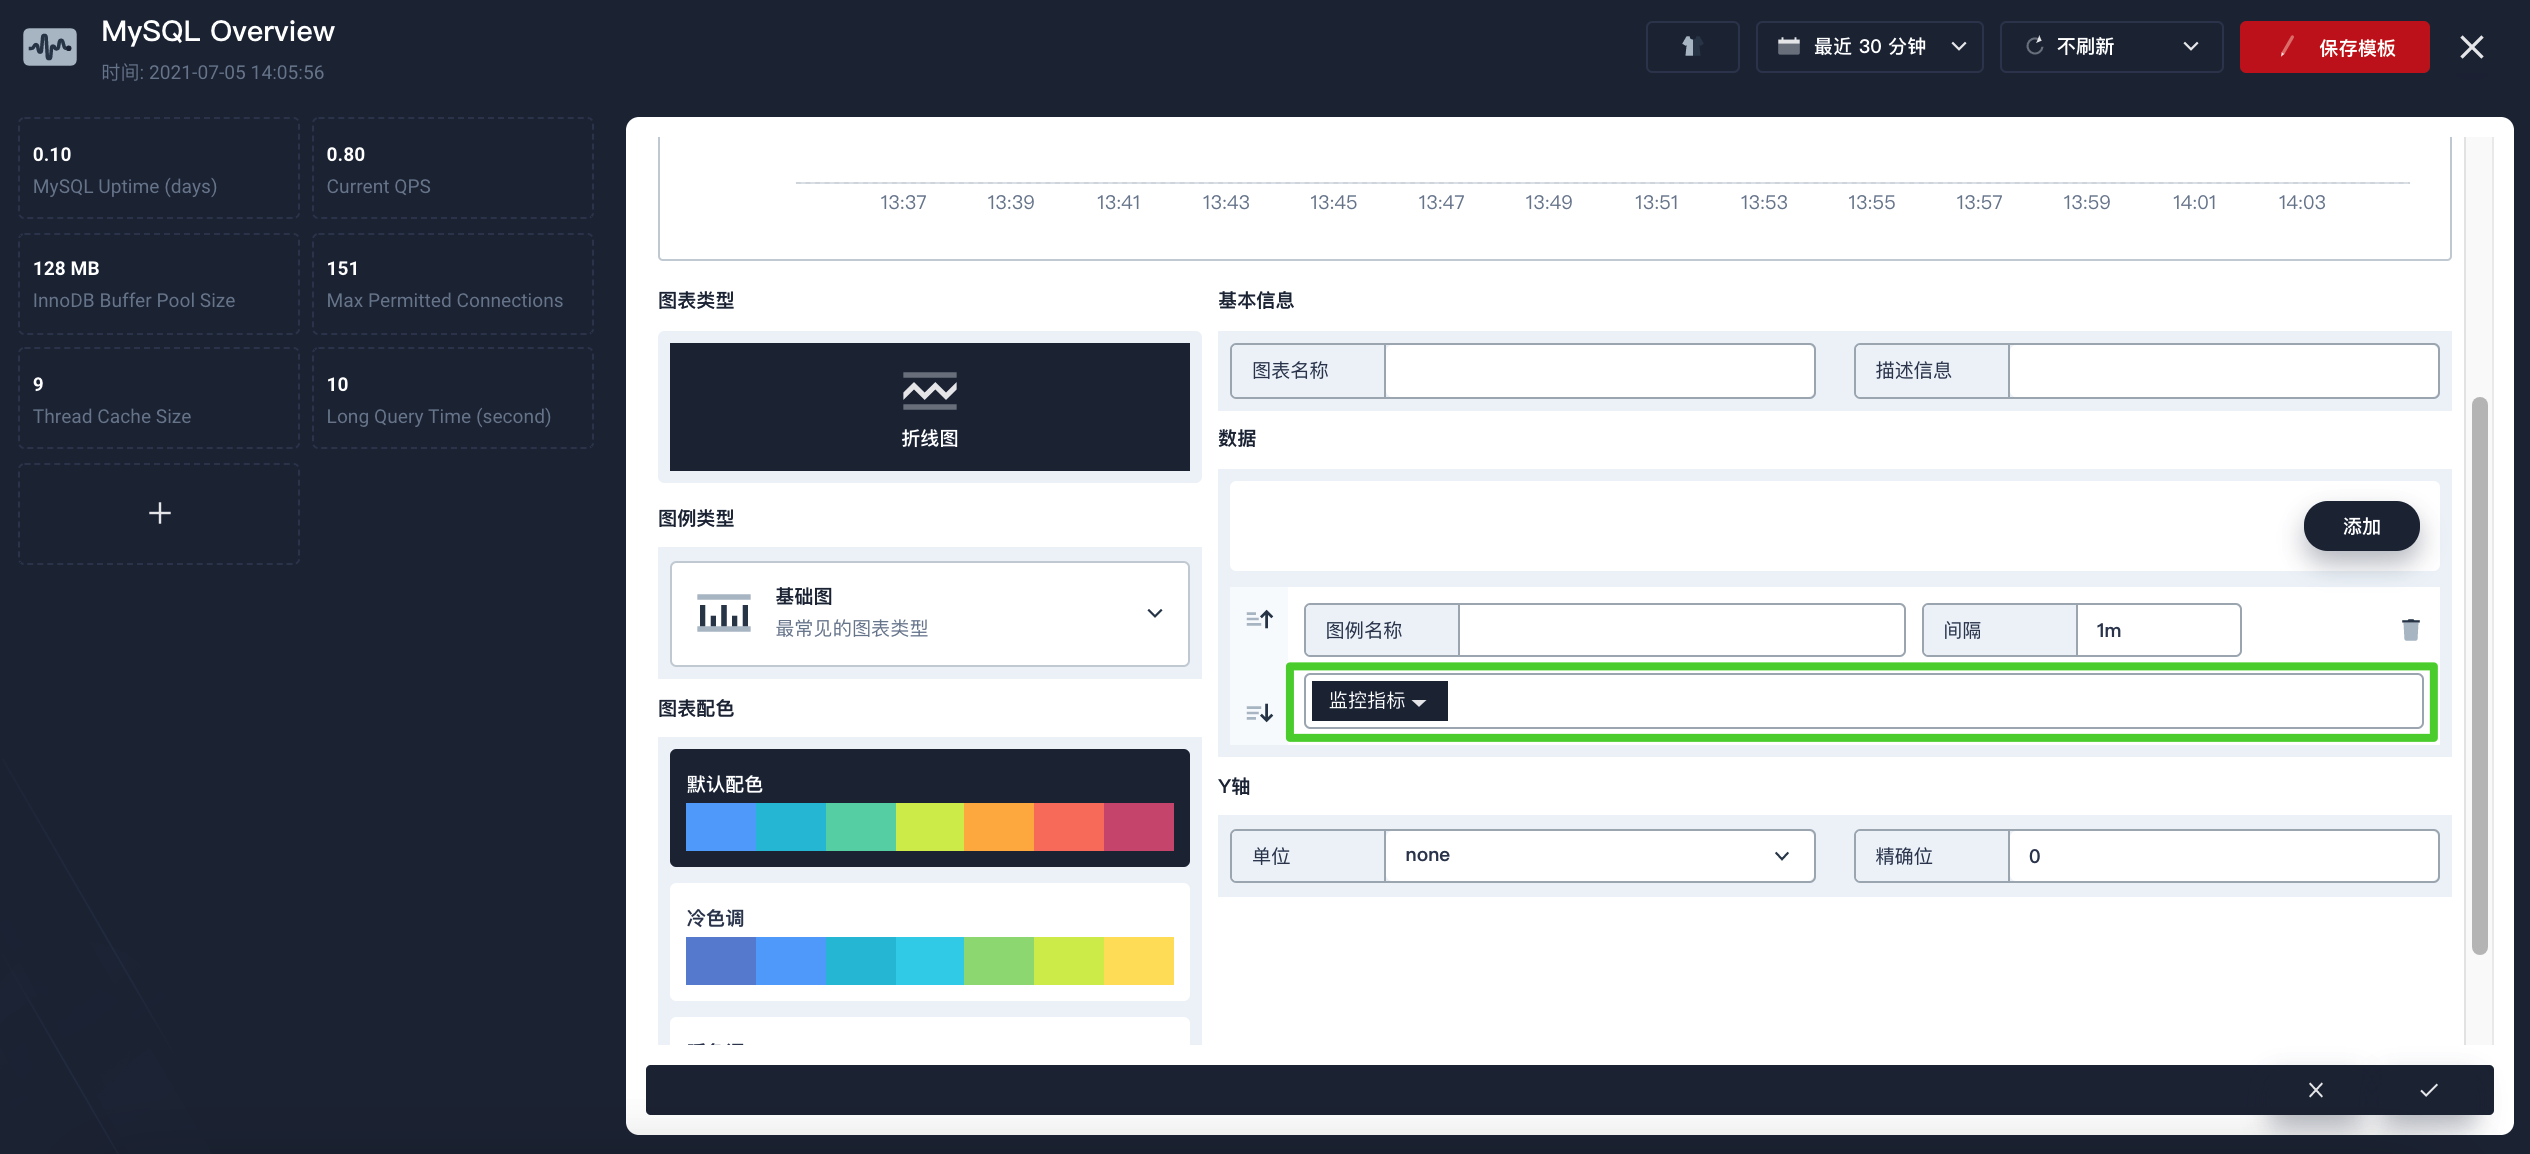 MySQL Overview
时间: 2021-07-05 14:05:56
最近 30 分钟
不刷新
保存模板
0.10
MySQL Uptime (days)
0.80
Current QPS
128 MB
InnoDB Buffer Pool Size
151
Max Permitted Connections
9
Thread Cache Size
10
Long Query Time (second)
13:37 13:39 13:41 13:43 13:45 13:47 13:49 13:51 13:53 13:55 13:57 13:59 14:01 14:03
图表类型
折线图
图例类型
基础图
最常见的图表类型
图表配色
默认配色
冷色调
基本信息
图表名称
描述信息
数据
添加
图例名称
间隔 1m
监控指标
Y轴
单位 none
精确位 0